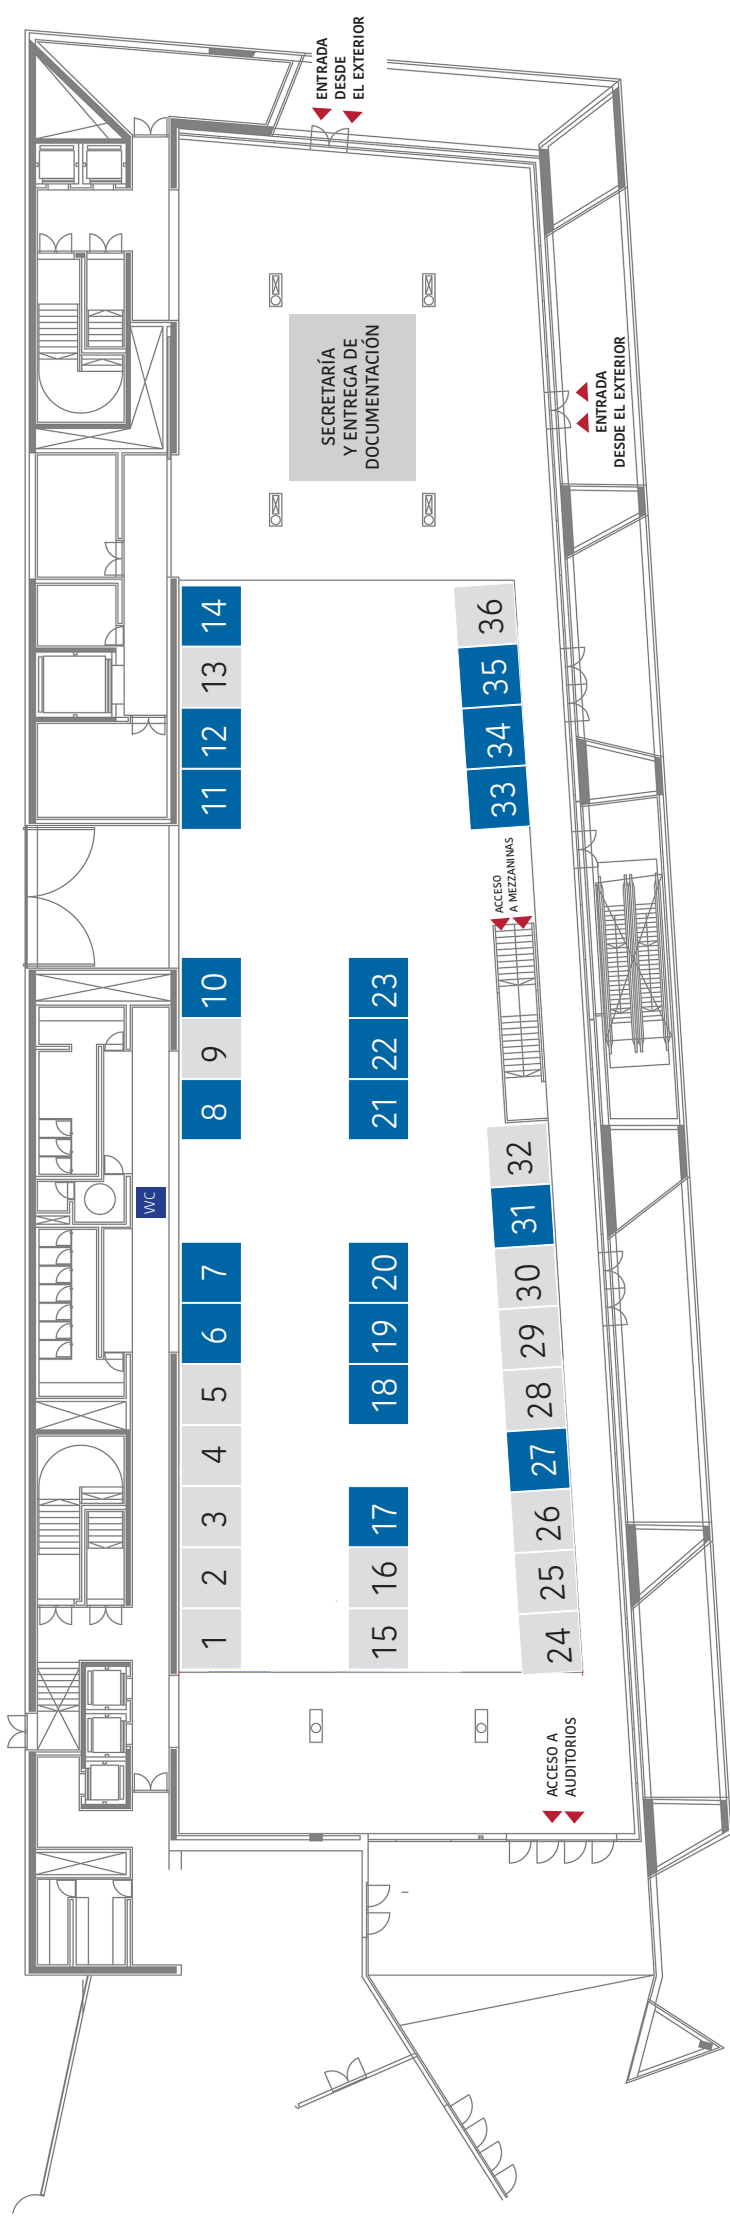 ENTRADA
DESDE
EL EXTERIOR
SECRETARÍA
Y ENTREGA DE
DOCUMENTACIÓN
ENTRADA
DESDE EL EXTERIOR
14
13
12
11
10
9
8
7
6
5
4
3
2
1
WC
23
22
21
20
19
18
17
16
15
36
35
34
33
ACCESO
A MEZZANINAS
32
31
30
29
28
27
26
25
24
ACCESO A
AUDITORIOS